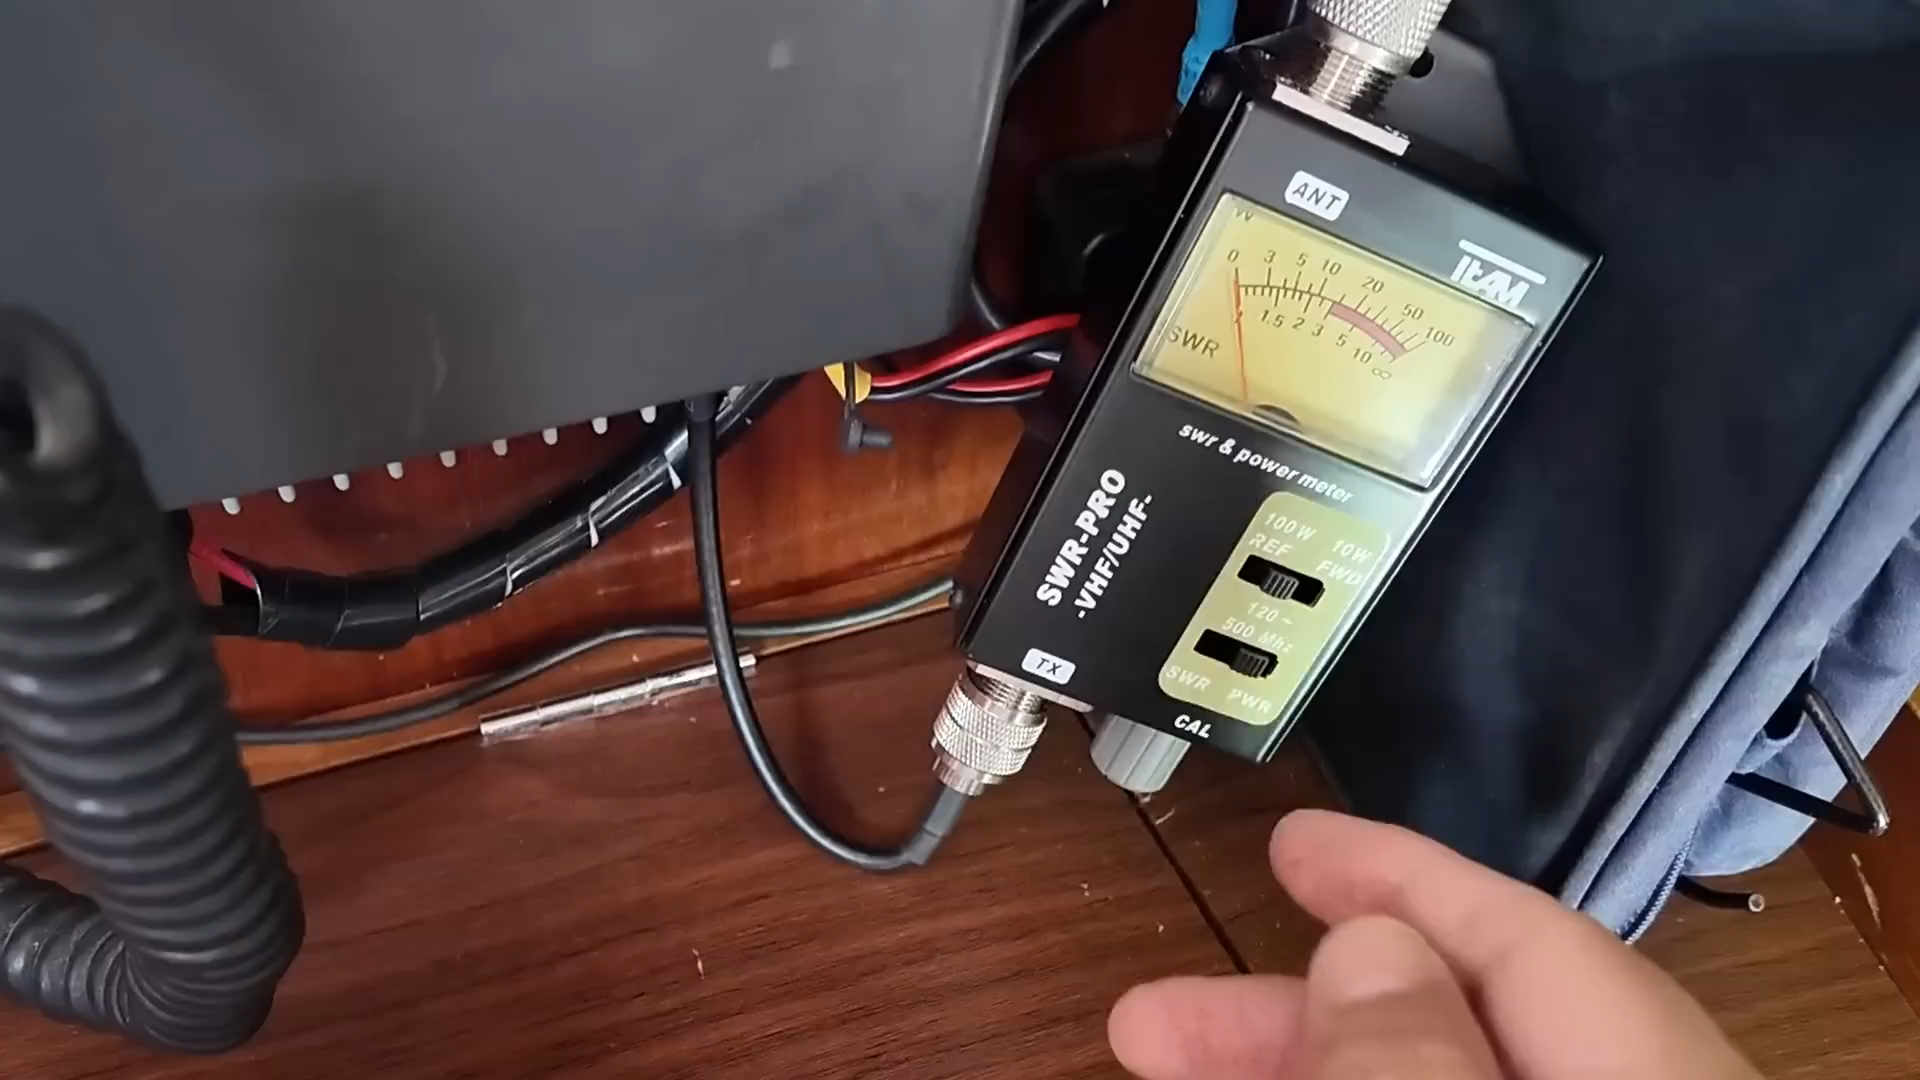 ANT
TEAM
W
0 3 5 10 20 50 100
1 1.5 2 3 5 10 ∞
SWR
swr & power meter
SWR-PRO
-VHF/UHF-
100W 10W
REF FWD
120~
500 Mhz
SWR PWR
TX
CAL